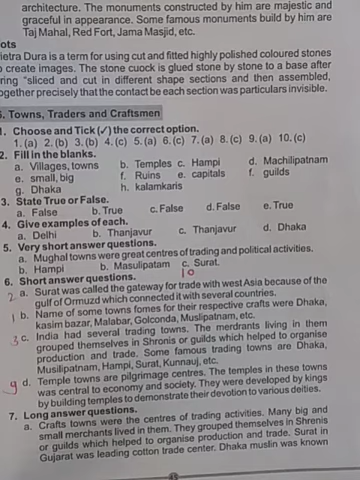 architecture. The monuments constructed by him are majestic and
graceful in appearance. Some famous monuments build by him are
Taj Mahal, Red Fort, Jama Masjid, etc.
ots
ietra Dura is a term for using cut and fitted highly polished coloured stones
o create images. The stone cuock is glued stone by stone to a base after
ring "sliced and cut in different shape sections and then assembled,
ogether precisely that the contact be each section was particulars invisible.
6. Towns, Traders and Craftsmen
1. Choose and Tick (✓) the correct option.
1. (a) 2. (b) 3. (b) 4. (c) 5. (a) 6. (c) 7. (a) 8. (c) 9. (a) 10. (c)
2. Fill in the blanks.
a. Villages, towns b. Temples c. Hampi d. Machilipatnam
e. small, big f. Ruins e. capitals f. guilds
g. Dhaka h. kalamkaris
3. State True or False.
a. False b. True c. False d. False e. True
4. Give examples of each.
a. Delhi b. Thanjavur c. Thanjavur d. Dhaka
5. Very short answer questions.
a. Mughal towns were great centres of trading and political activities.
b. Hampi b. Masulipatam c. Surat.
10
6. Short answer questions.
2 a. Surat was called the gateway for trade with west Asia because of the
gulf of Ormuzd which connected it with several countries.
1 b. Name of some towns fomes for their respective crafts were Dhaka,
kasim bazar, Malabar, Golconda, Muslipatnam, etc.
3 c. India had several trading towns. The merdrants living in them
grouped themselves in Shronis or guilds which helped to organise
production and trade. Some famous trading towns are Dhaka,
Musilipatnam, Hampi, Surat, Kunnauj, etc.
g d. Temple towns are pilgrimage centres. The temples in these towns
was central to economy and society. They were developed by kings
by building temples to demonstrate their devotion to various deities.
7. Long answer questions.
a. Crafts towns were the centres of trading activities. Many big and
small merchants lived in them. They grouped themselves in Shrenis
or guilds which helped to organise production and trade. Surat in
Gujarat was leading cotton trade center. Dhaka muslin was known